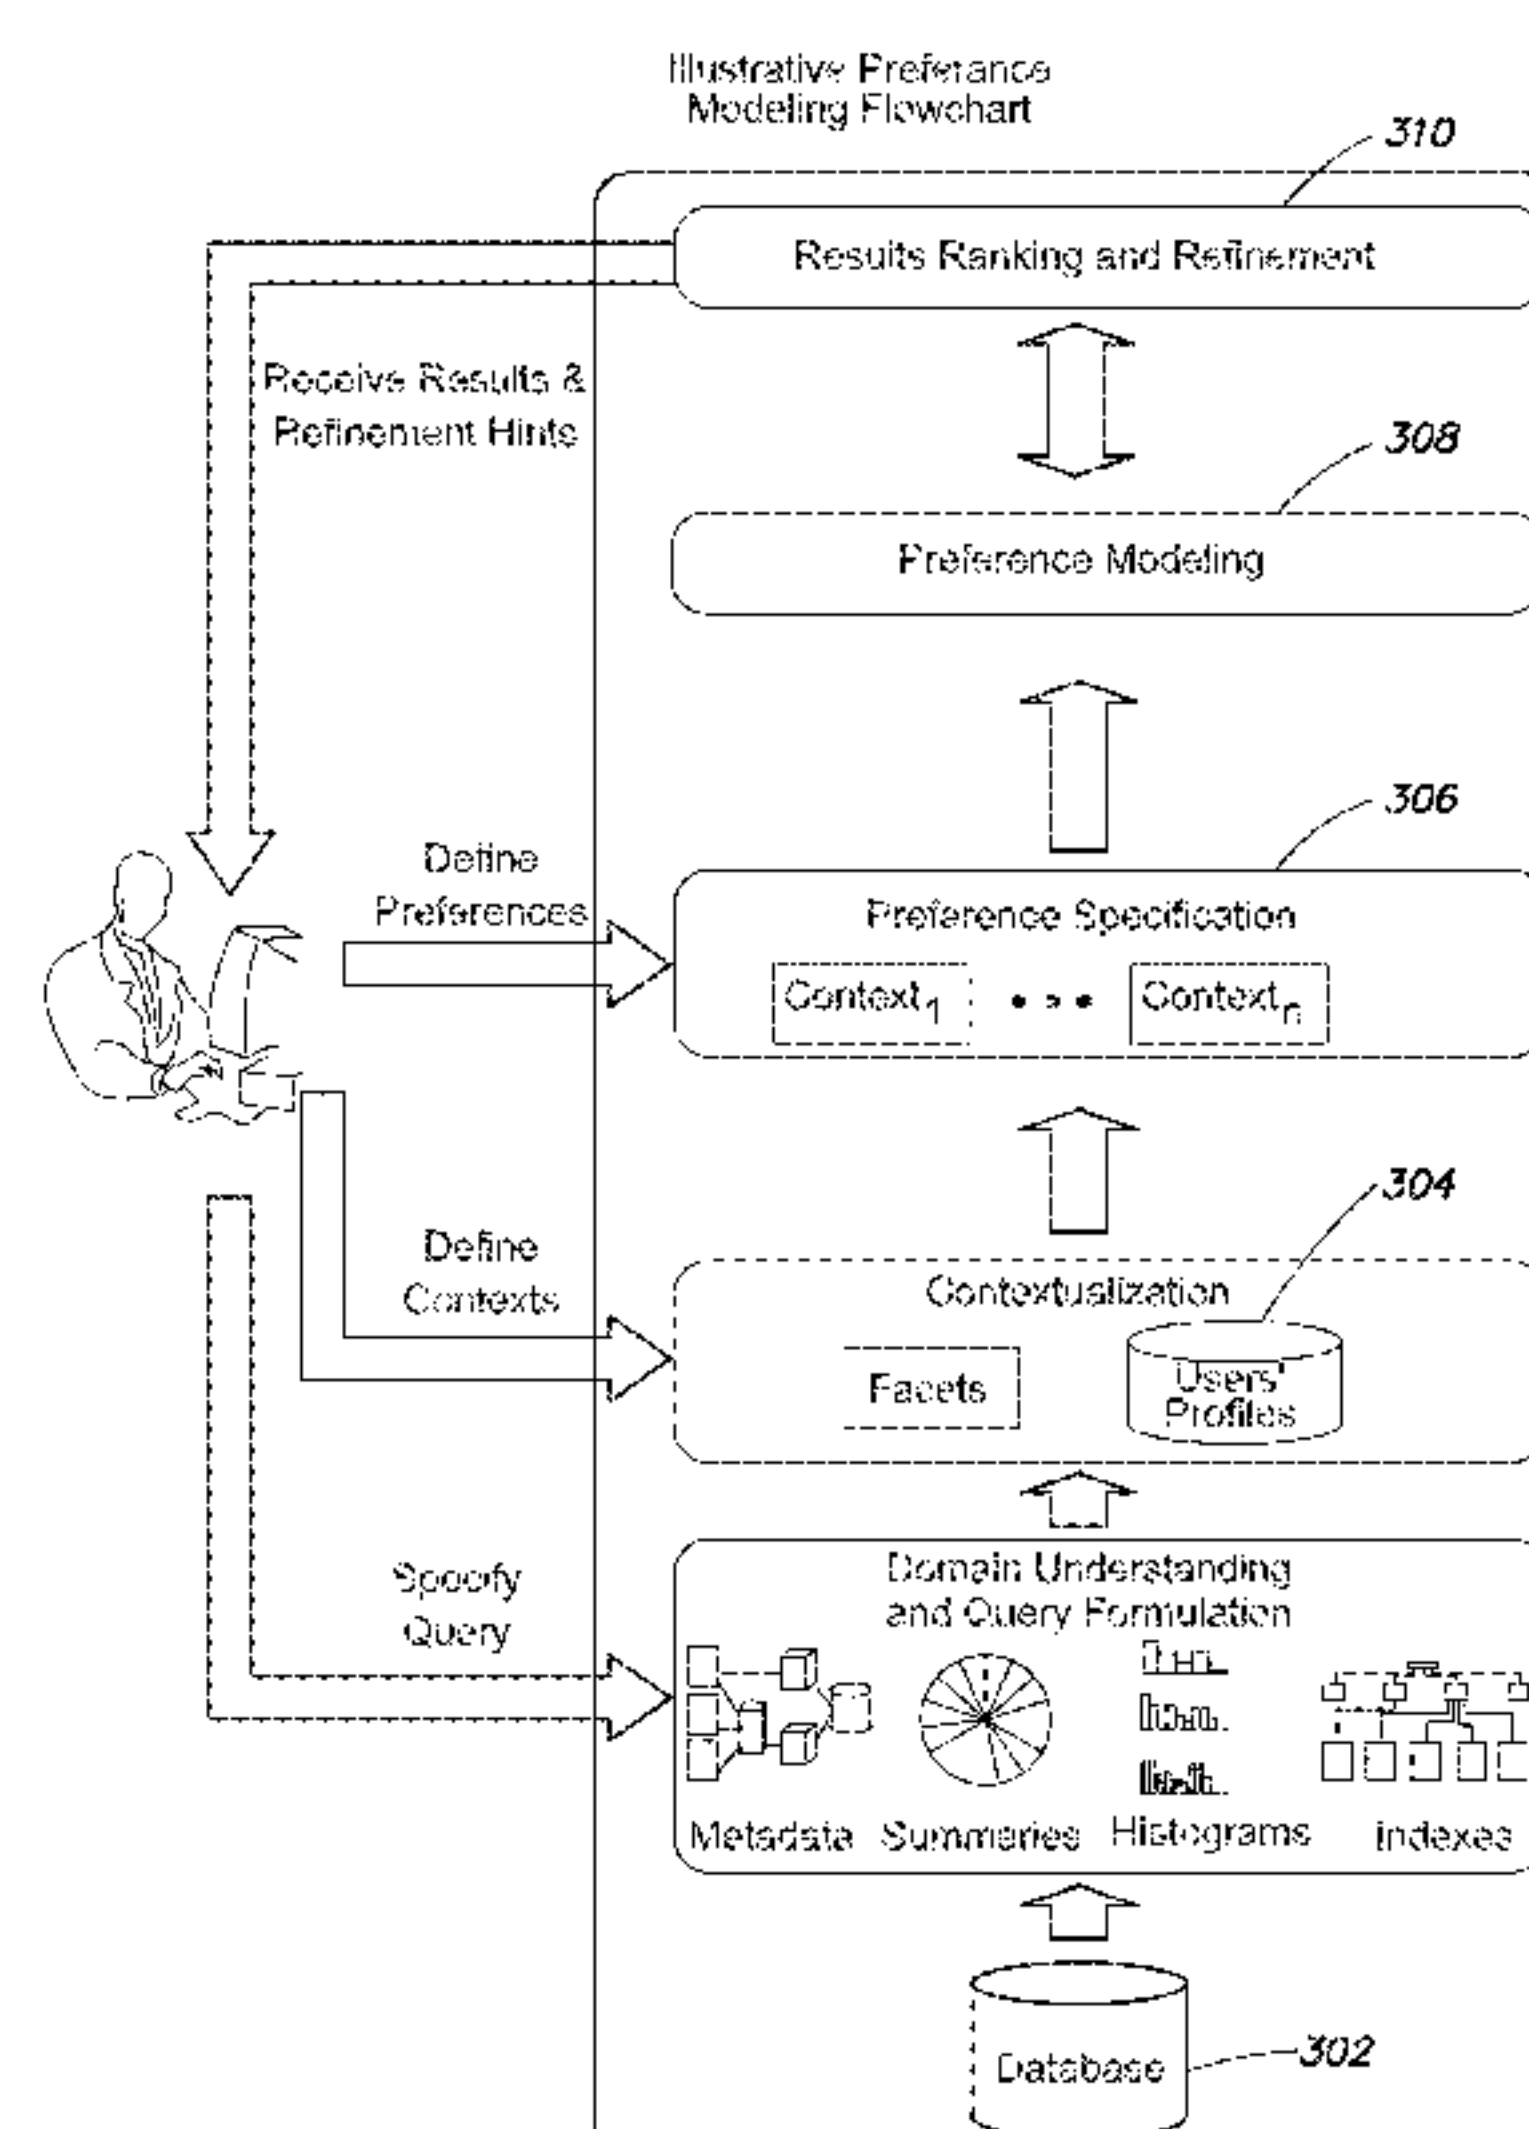 Illustrative Preference
Modeling Flowchart
310
Results Ranking and Refinement
Receive Results &
Refinement Hints
308
Preference Modeling
306
Define
Preferences
Preference Specification
Context1 • • • Contextn
304
Define
Contexts
Contextualization
Facets
Users'
Profiles
Specify
Query
Domain Understanding
and Query Formulation
Metadata Summaries Histograms Indexes
Database
302